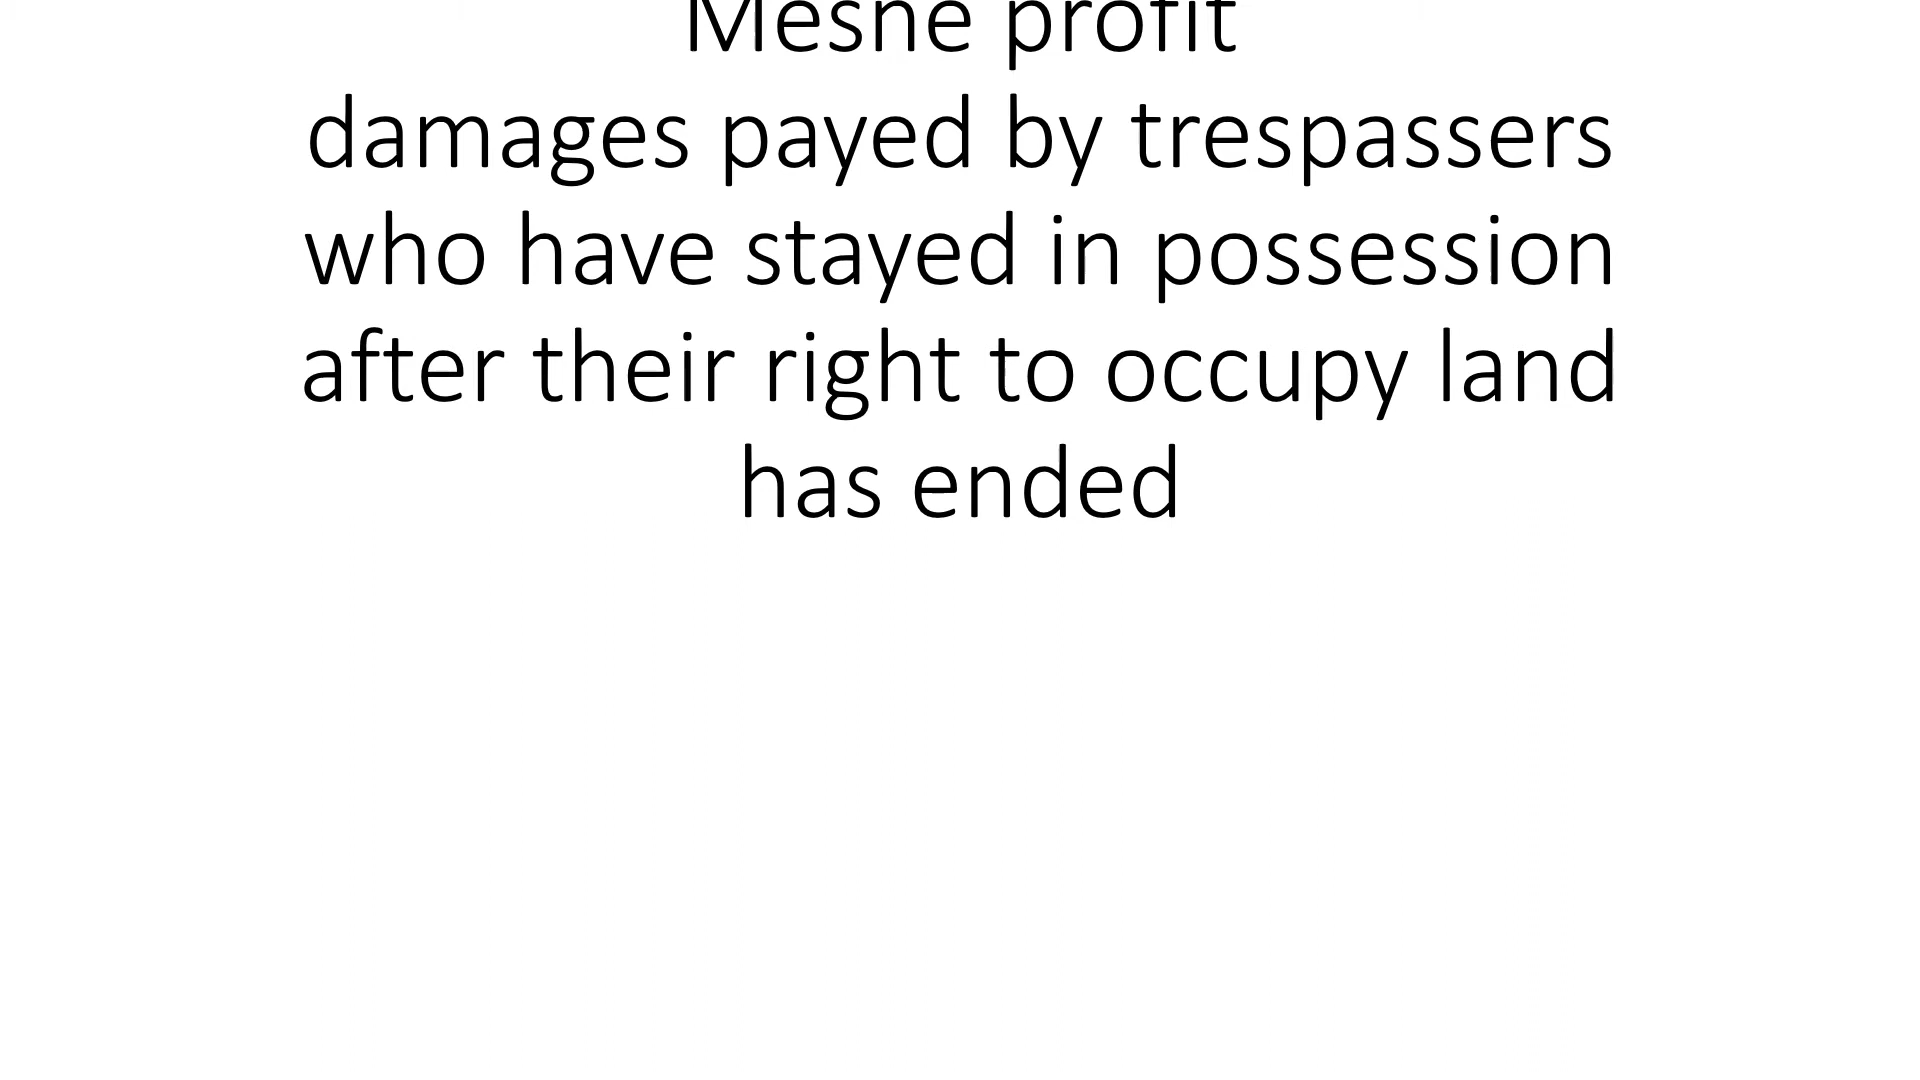 Mesne profit
damages payed by trespassers
who have stayed in possession
after their right to occupy land
has ended